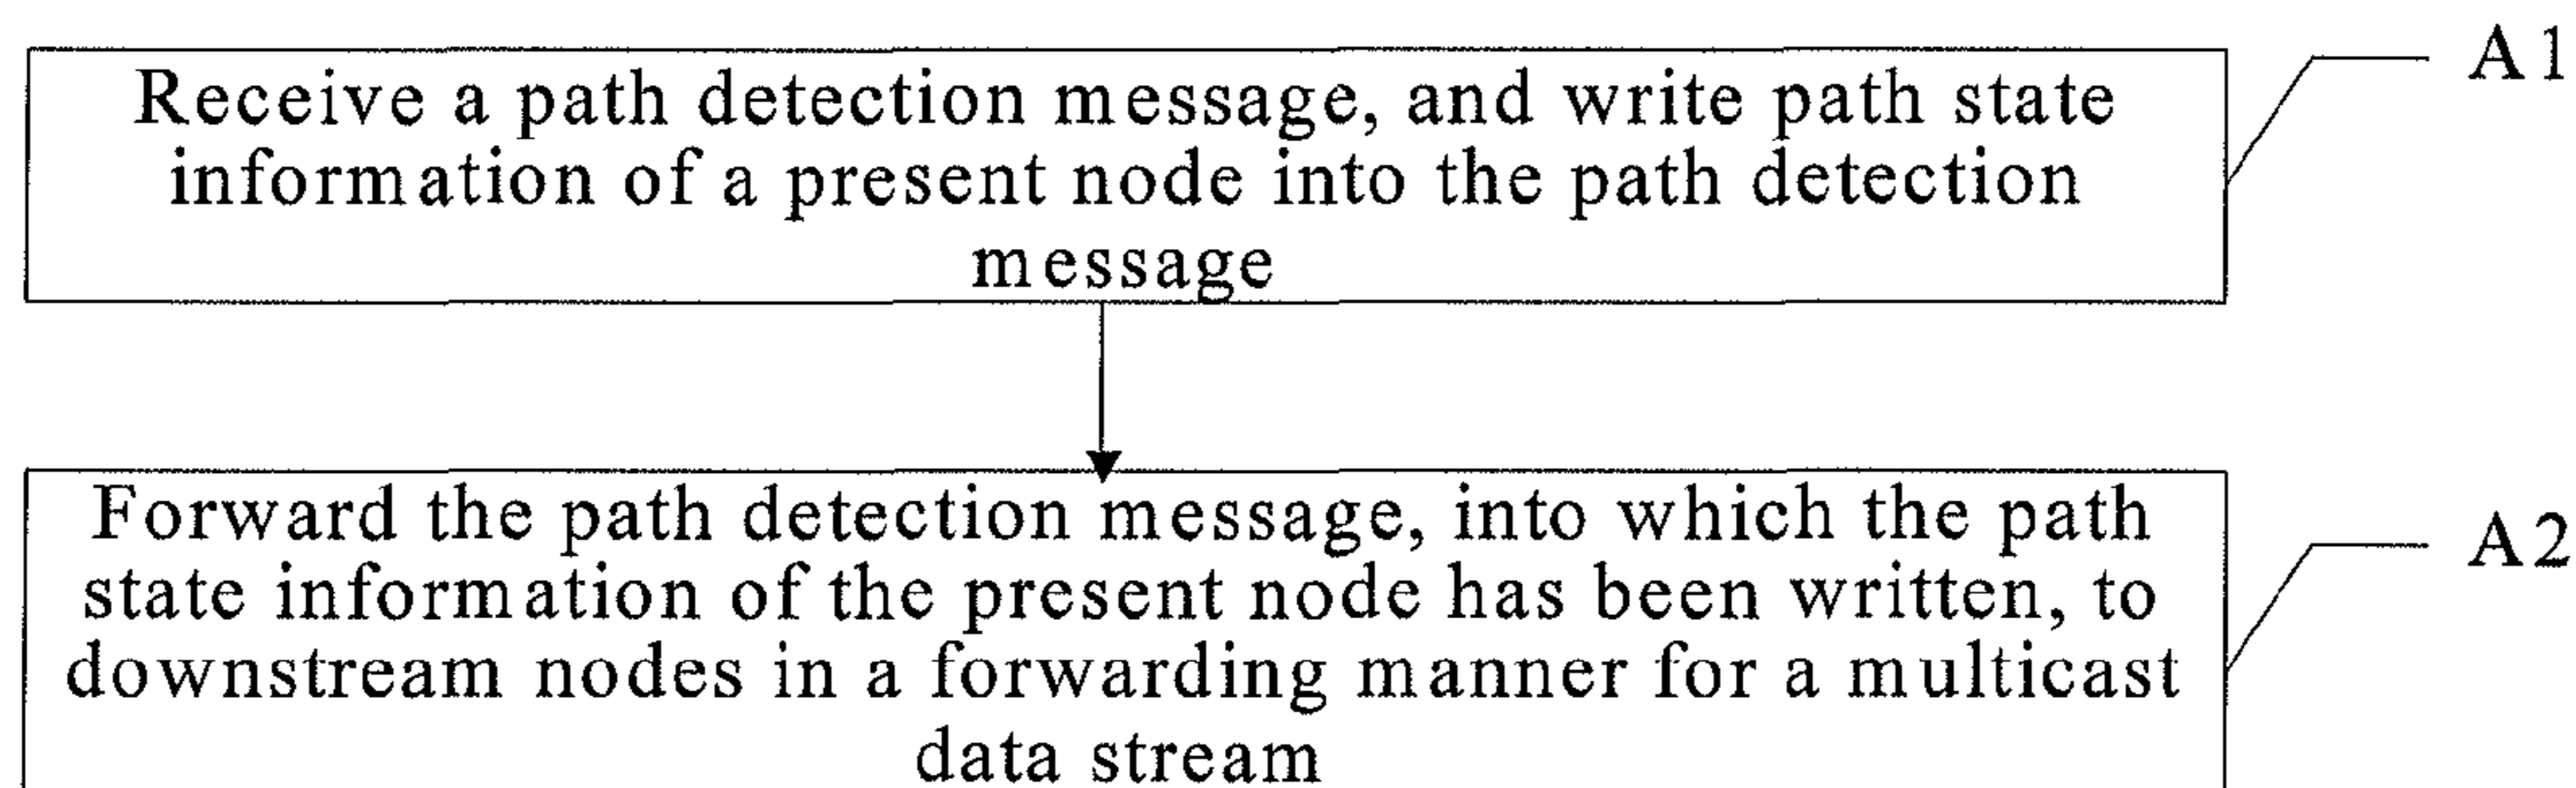 Receive a path detection message, and write path state
information of a present node into the path detection
message
A1
Forward the path detection message, into which the path
state information of the present node has been written, to
downstream nodes in a forwarding manner for a multicast
data stream
A2